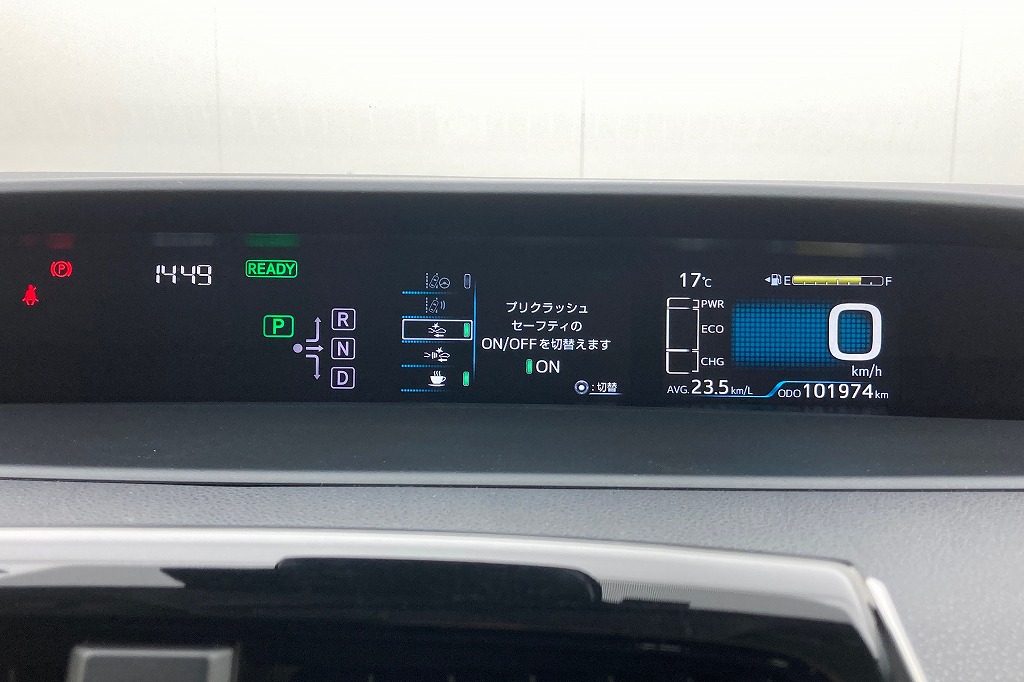 P
14:49
READY
P
R
N
D
プリクラッシュ
セーフティの
ON/OFFを切替えます
ON
:切替
17℃
E F
PWR
ECO
CHG
0
km/h
AVG. 23.5 km/L
ODO 101974 km